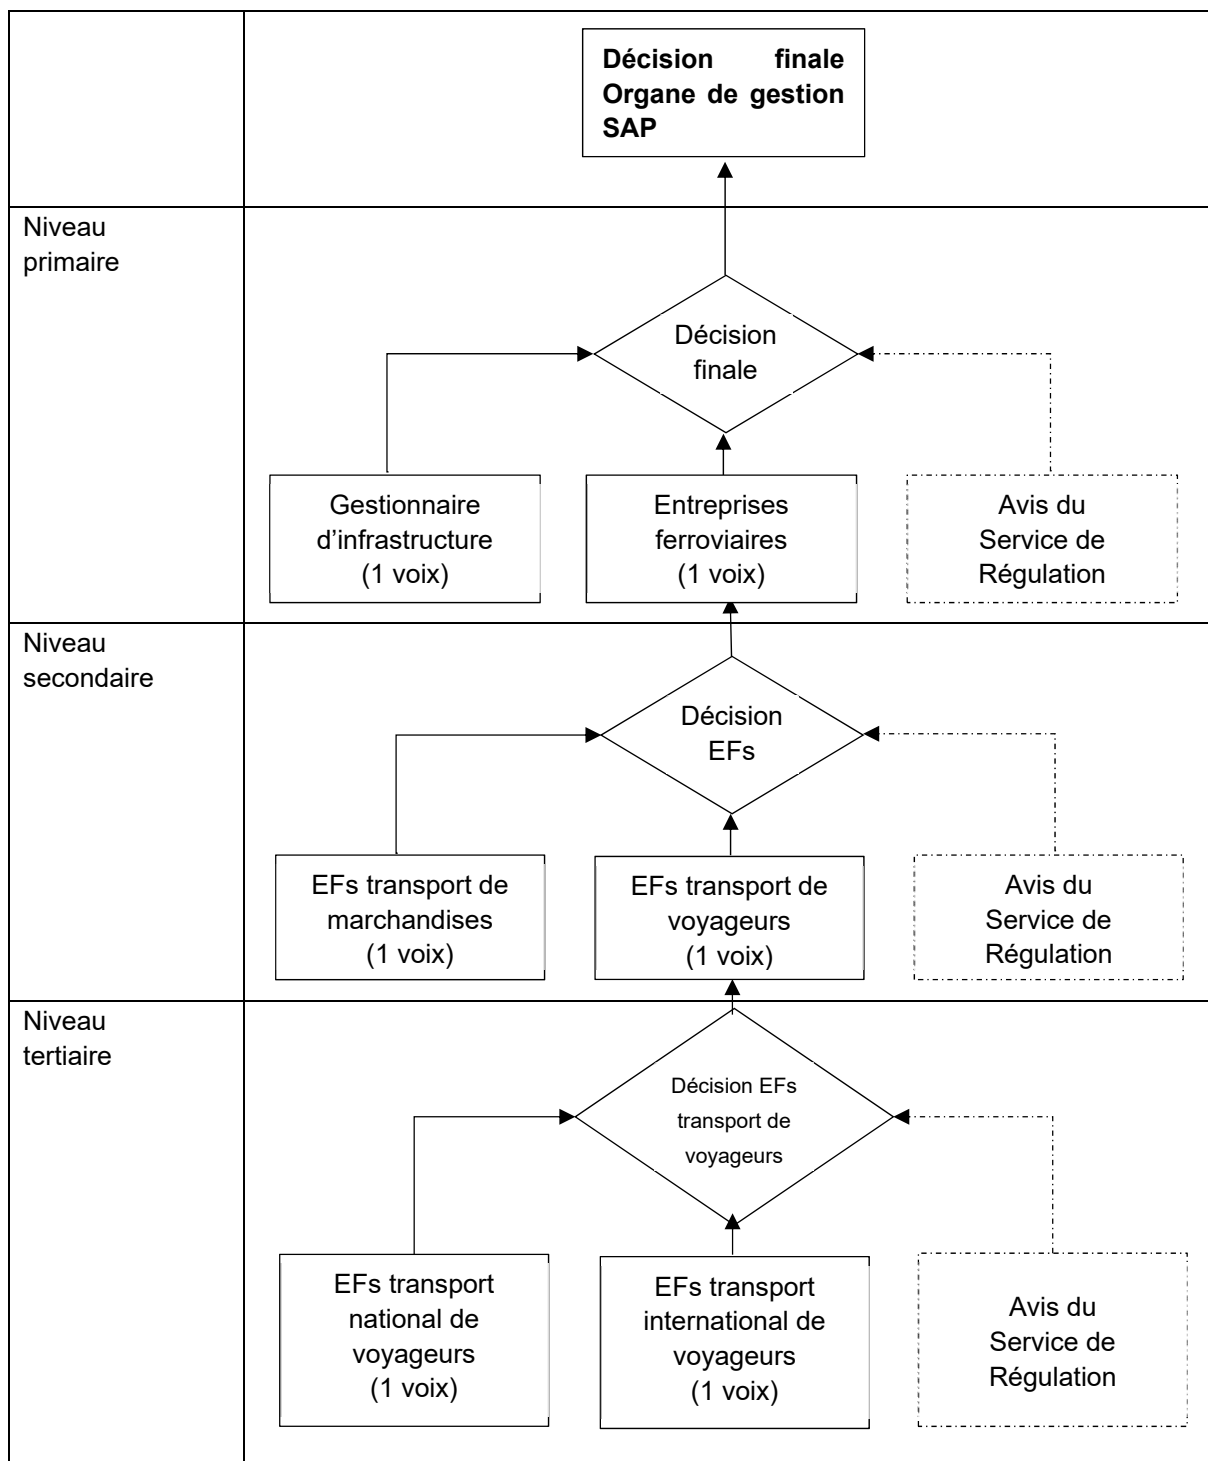 Décision finale
Organe de gestion
SAP
Niveau
primaire
Décision
finale
Gestionnaire
d’infrastructure
(1 voix)
Entreprises
ferroviaires
(1 voix)
Avis du
Service de
Régulation
Niveau
secondaire
Décision
EFs
EFs transport de
marchandises
(1 voix)
EFs transport de
voyageurs
(1 voix)
Avis du
Service de
Régulation
Niveau
tertiaire
Décision EFs
transport de
voyageurs
EFs transport
national de
voyageurs
(1 voix)
EFs transport
international de
voyageurs
(1 voix)
Avis du
Service de
Régulation